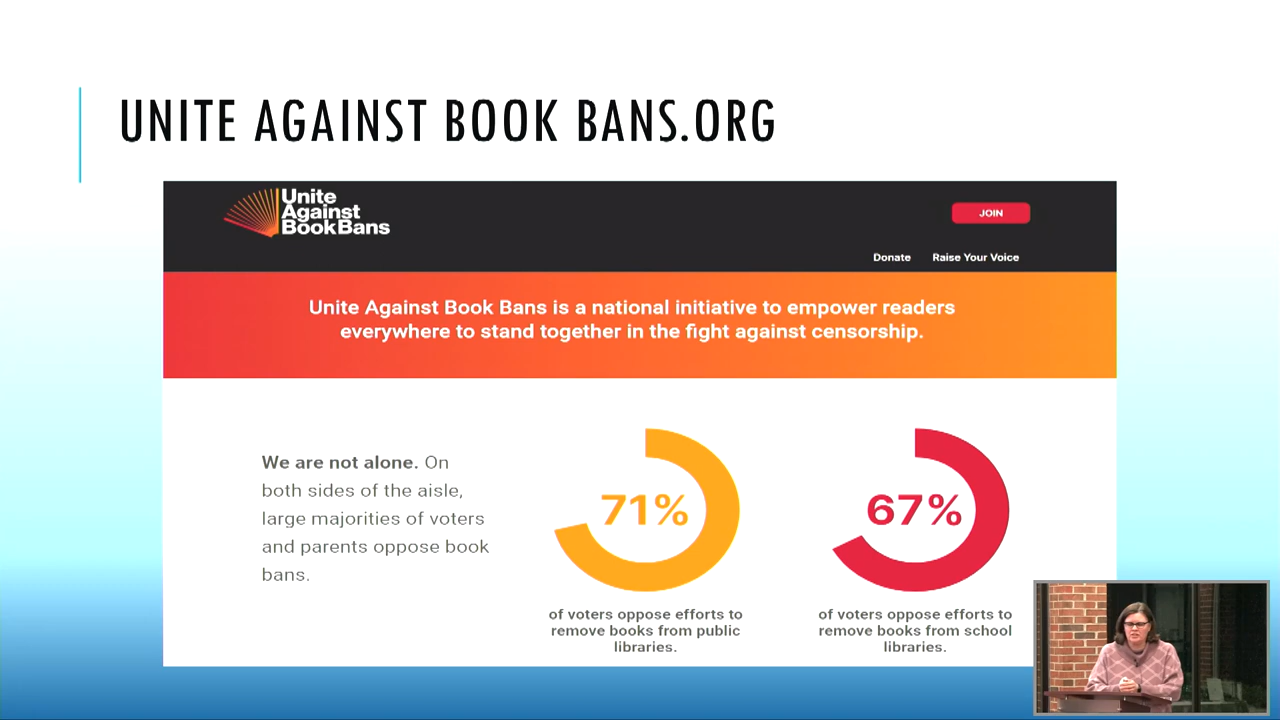 UNITE AGAINST BOOK BANS.ORG
Unite
Against
BookBans
JOIN
Donate Raise Your Voice
Unite Against Book Bans is a national initiative to empower readers
everywhere to stand together in the fight against censorship.
We are not alone. On
both sides of the aisle,
large majorities of voters
and parents oppose book
bans.
71%
of voters oppose efforts to
remove books from public
libraries.
67%
of voters oppose efforts to
remove books from school
libraries.